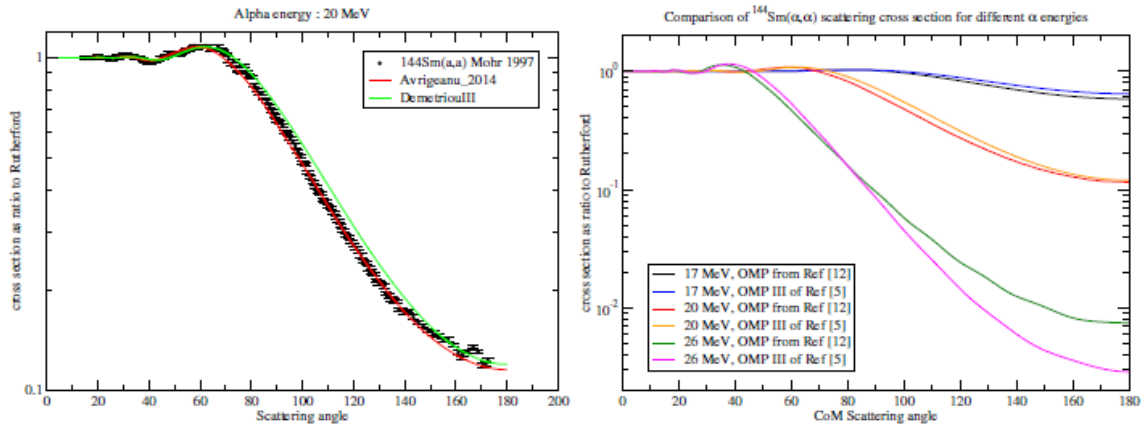 Alpha energy : 20 MeV
1
0.1
cross section as ratio to Rutherford
144Sm(a,a) Mohr 1997
Avrigeanu_2014
DemetriouIII
0 20 40 60 80 100 120 140 160 180 200
Scattering angle
Comparison of ¹⁴⁴Sm(α,α) scattering cross section for different α energies
10⁰
10⁻¹
10⁻²
cross section as ratio to Rutherford
17 MeV, OMP from Ref [12]
17 MeV, OMP III of Ref [5]
20 MeV, OMP from Ref [12]
20 MeV, OMP III of Ref [5]
26 MeV, OMP from Ref [12]
26 MeV, OMP III of Ref [5]
0 20 40 60 80 100 120 140 160 180
CoM Scattering angle